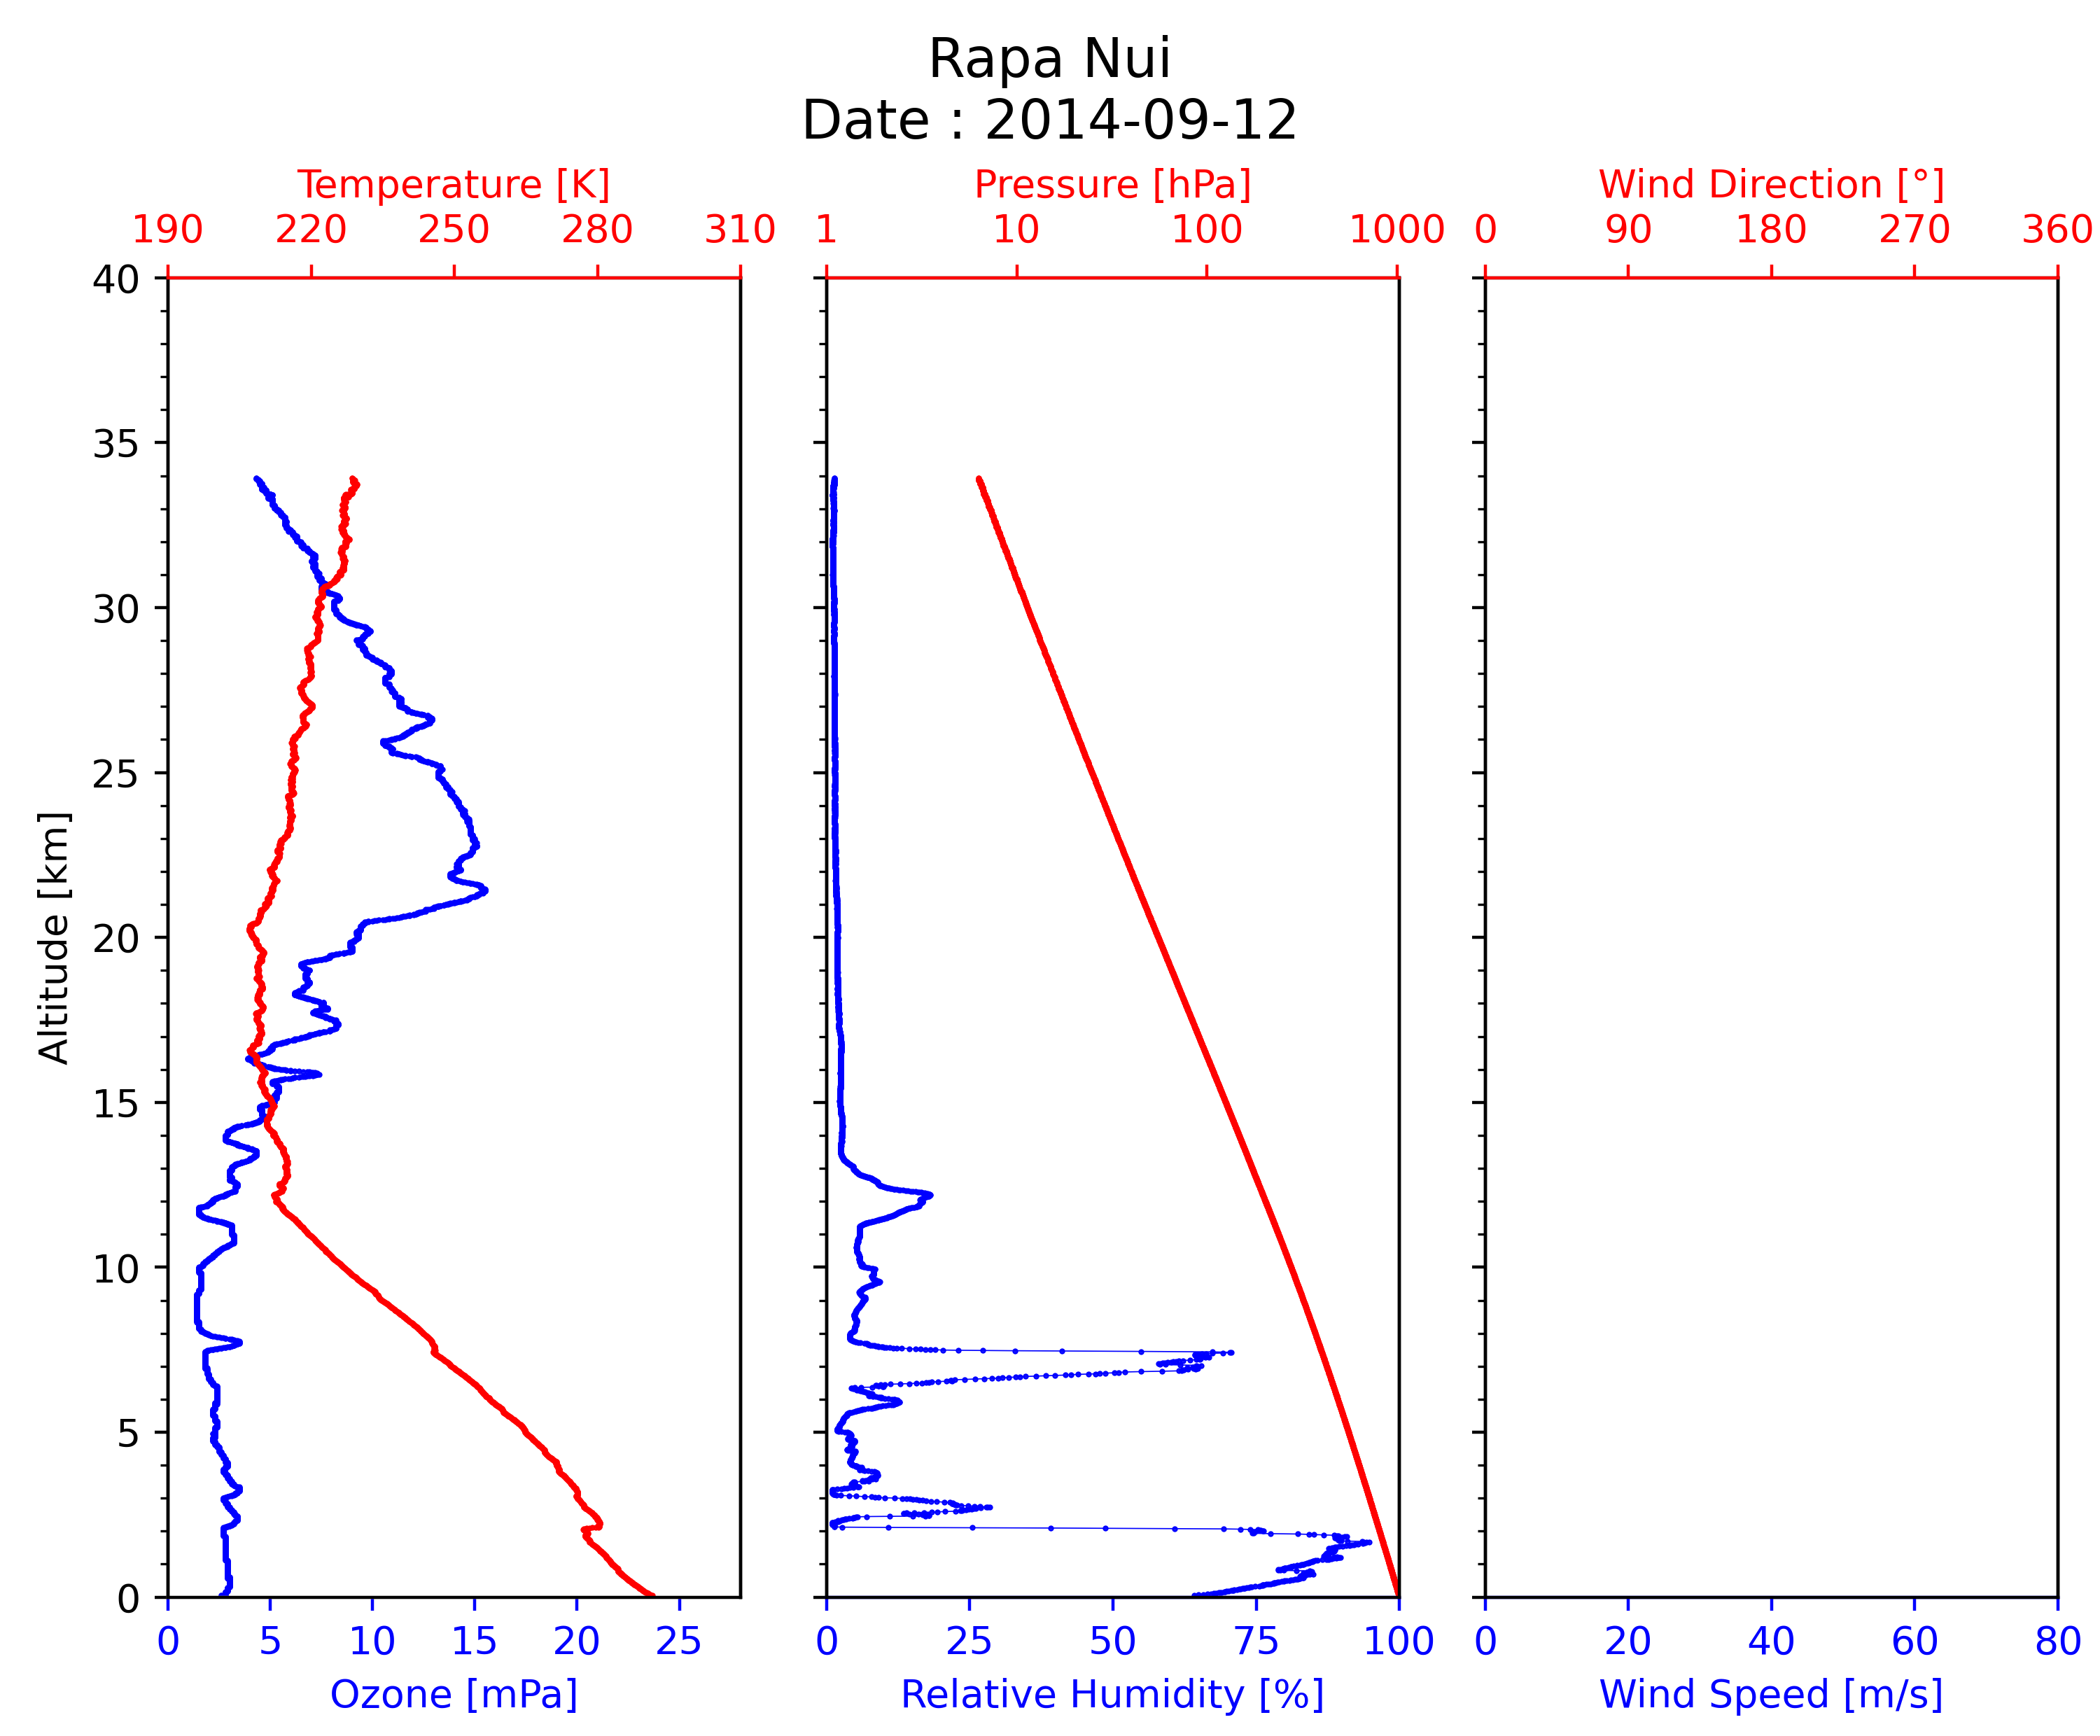 Rapa Nui
Date : 2014-09-12
Temperature [K]
190 220 250 280 310
Pressure [hPa]
1 10 100 1000
Wind Direction [°]
0 90 180 270 360
Altitude [km]
40
35
30
25
20
15
10
5
0
0 5 10 15 20 25
Ozone [mPa]
0 25 50 75 100
Relative Humidity [%]
0 20 40 60 80
Wind Speed [m/s]